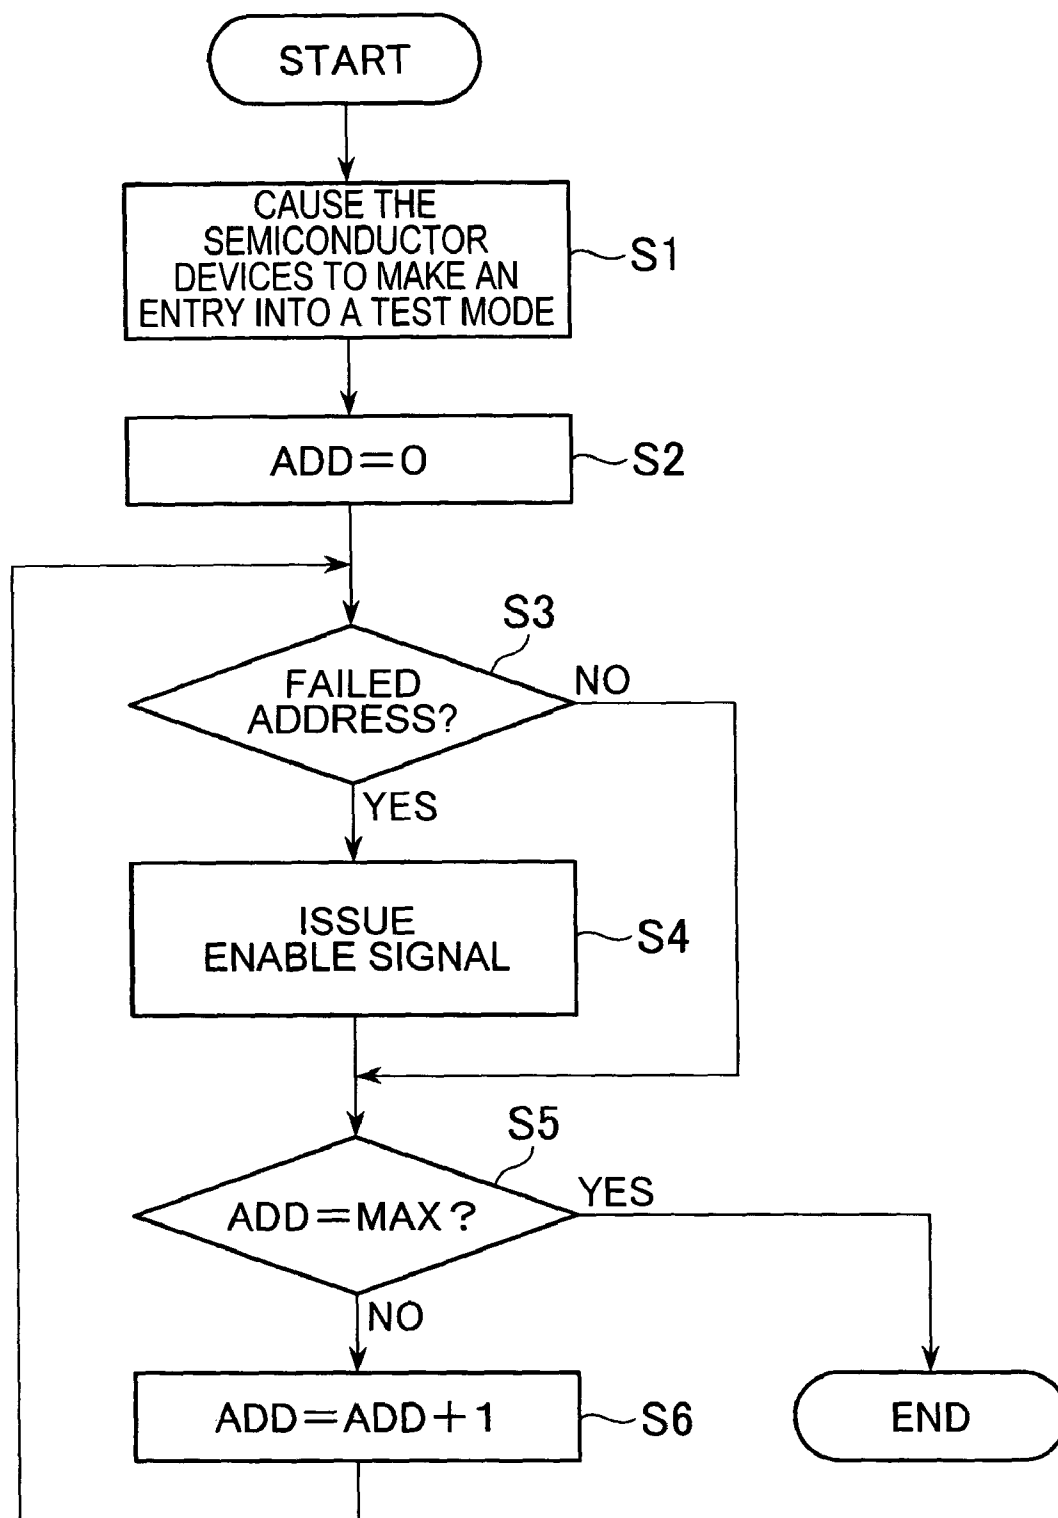 START
CAUSE THE
SEMICONDUCTOR
DEVICES TO MAKE AN
ENTRY INTO A TEST MODE
S1
ADD=0
S2
S3
FAILED
ADDRESS?
NO
YES
ISSUE
ENABLE SIGNAL
S4
S5
ADD=MAX?
YES
NO
ADD=ADD+1
S6
END